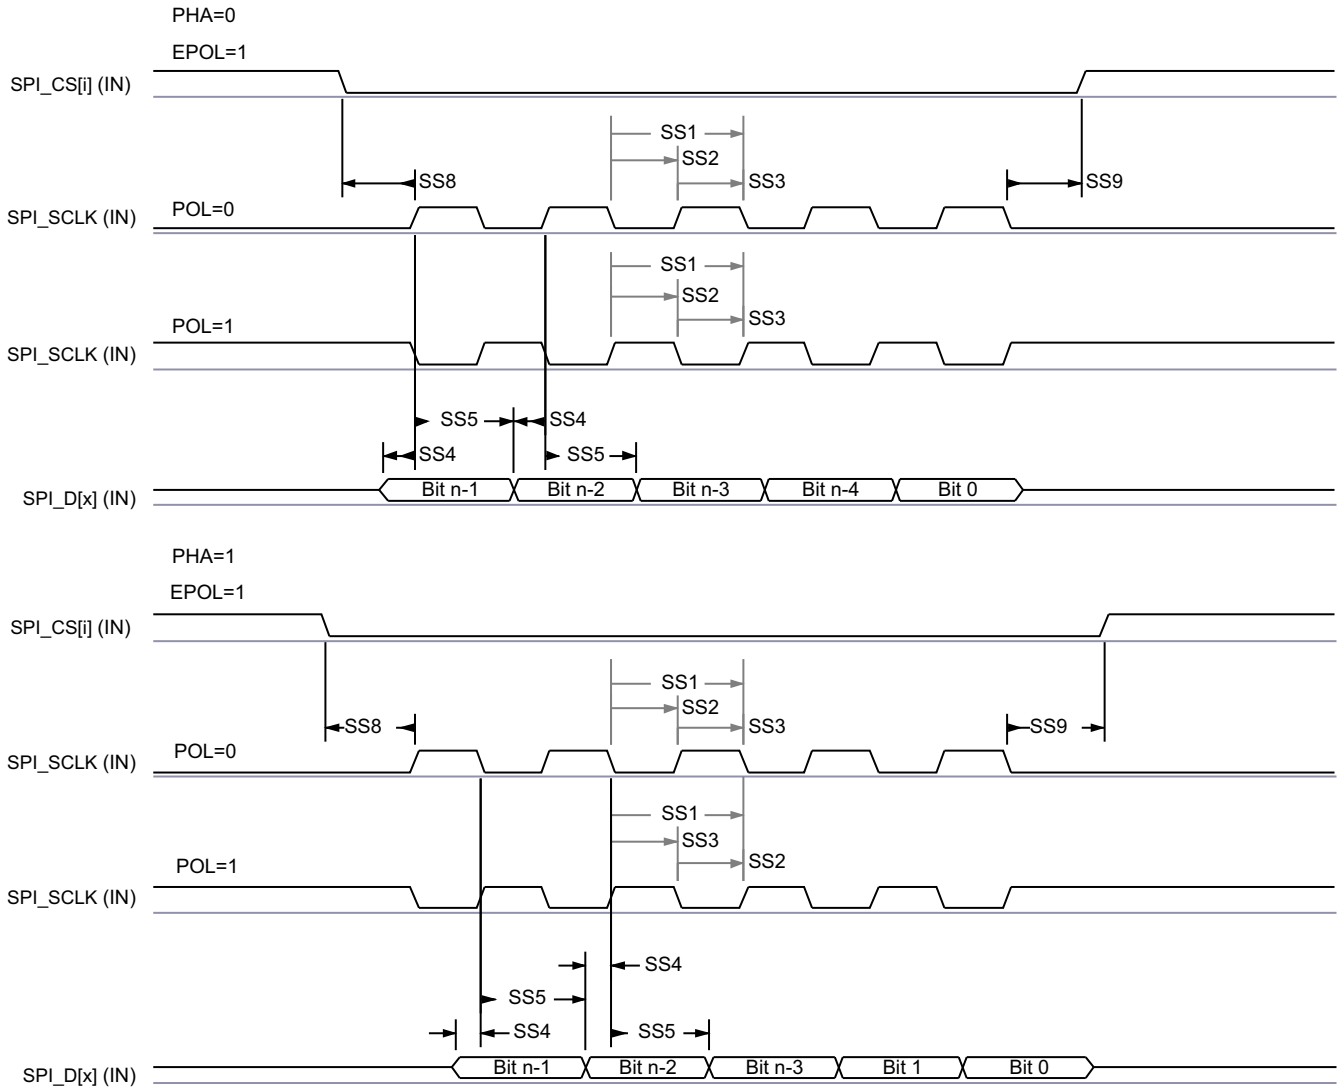 PHA=0
EPOL=1
SPI_CS[i] (IN)
SS1
SS2
SS8
SS3
SS9
POL=0
SPI_SCLK (IN)
SS1
SS2
SS3
POL=1
SPI_SCLK (IN)
SS5
SS4
SS4
SS5
SPI_D[x] (IN)
Bit n-1
Bit n-2
Bit n-3
Bit n-4
Bit 0
PHA=1
EPOL=1
SPI_CS[i] (IN)
SS1
SS2
SS8
SS3
SS9
POL=0
SPI_SCLK (IN)
SS1
SS3
SS2
POL=1
SPI_SCLK (IN)
SS4
SS5
SS4
SS5
SPI_D[x] (IN)
Bit n-1
Bit n-2
Bit n-3
Bit 1
Bit 0